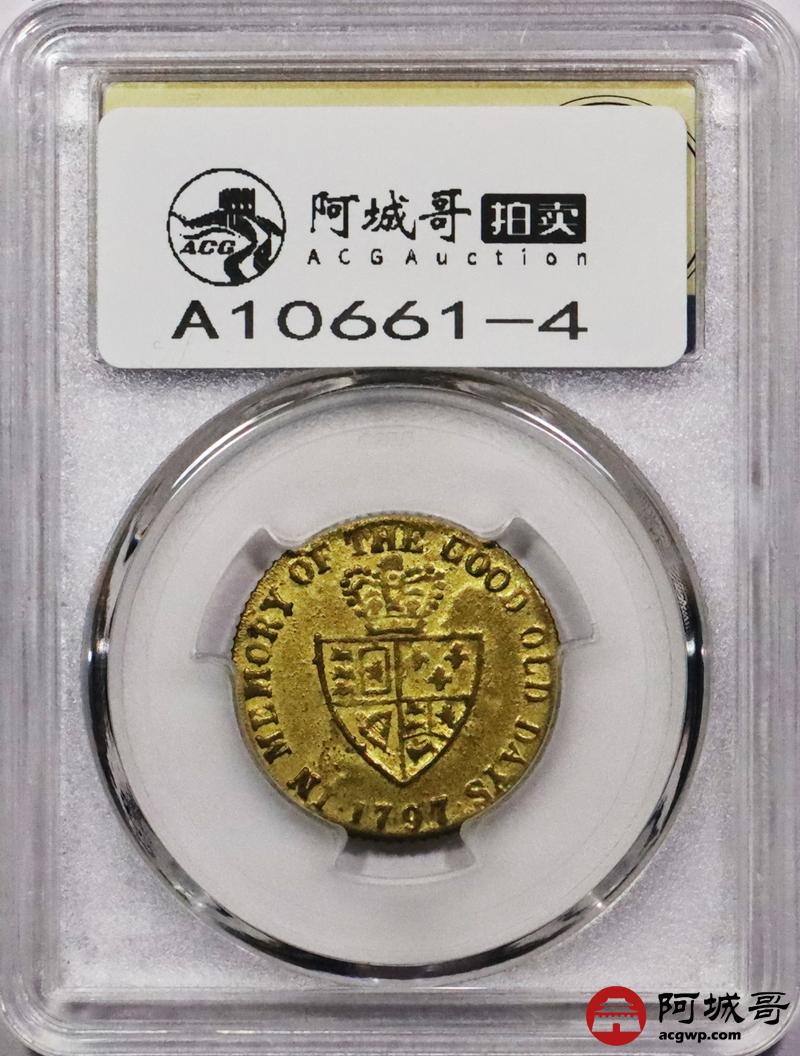 ACG
阿城哥 拍卖
ACGAuction
A10661-4
IN MEMORY OF THE GOOD OLD DAYS
1797
阿城哥
acgwp.com